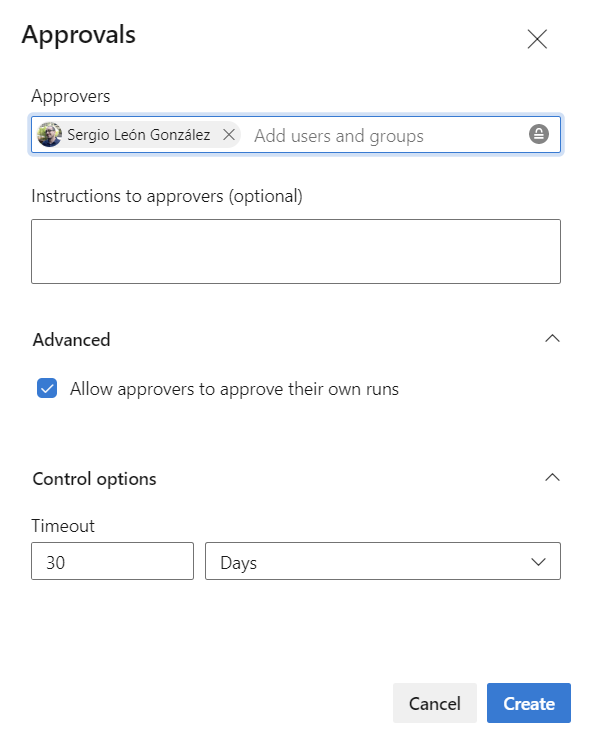 Approvals
Approvers
Sergio León González Add users and groups
Instructions to approvers (optional)
Advanced
Allow approvers to approve their own runs
Control options
Timeout
30 Days
Cancel Create